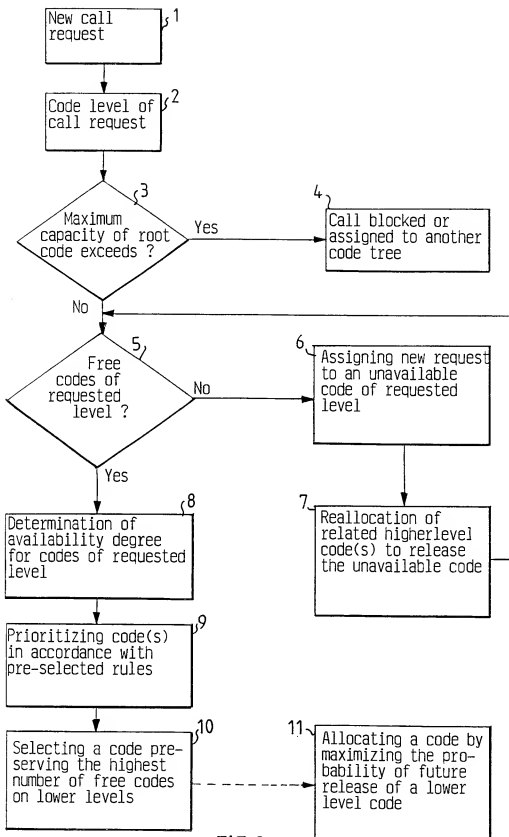 New call
request
1
Code level of
call request
2
3
Maximum
capacity of root
code exceeds ?
Yes
4
Call blocked or
assigned to another
code tree
No
5
Free
codes of
requested
level ?
No
6
Assigning new request
to an unavailable
code of requested
level
Yes
7
Reallocation of
related higherlevel
code(s) to release
the unavailable code
8
Determination of
availability degree
for codes of requested
level
9
Prioritizing code(s)
in accordance with
pre-selected rules
10
Selecting a code pre-
serving the highest
number of free codes
on lower levels
11
Allocating a code by
maximizing the pro-
bability of future
release of a lower
level code